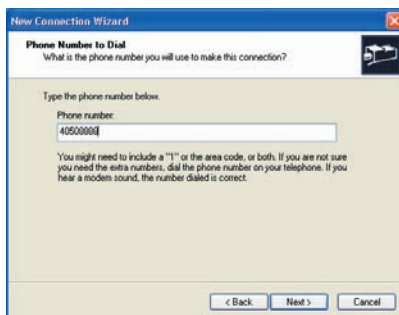 New Connection Wizard
Phone Number to Dial
What is the phone number you will use to make this connection?
Type the phone number below.
Phone number:
40500000
You might need to include a "1" or the area code, or both. If you are not sure
you need the extra numbers, dial the phone number on your telephone. If you
hear a modem sound, the number dialed is correct.
< Back
Next >
Cancel